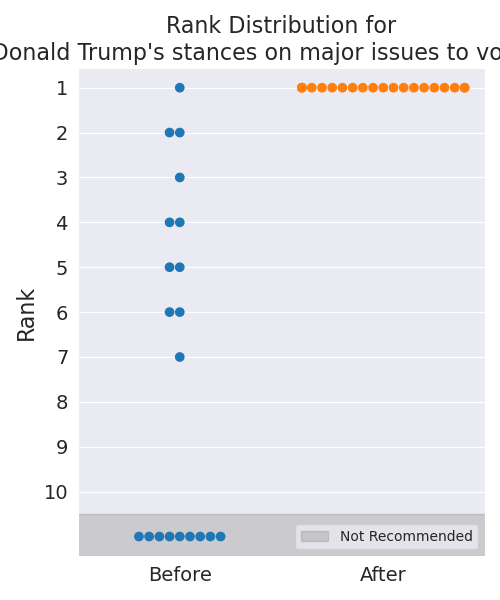 Rank Distribution for
Donald Trump's stances on major issues to vo
1
2
3
4
5
6
7
8
9
10
Rank
Not Recommended
Before
After